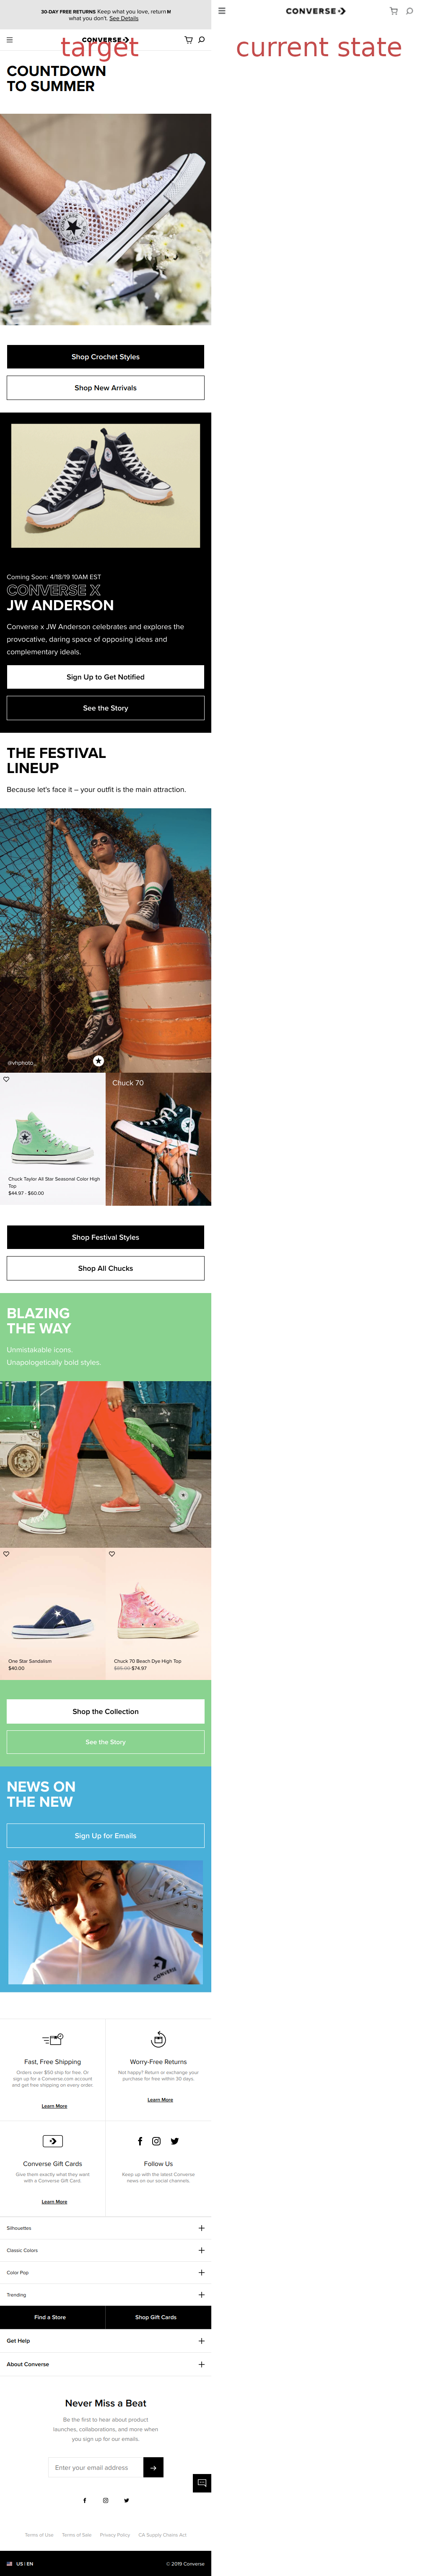 30-DAY FREE RETURNS Keep what you love, return
what you don't. See Details
CONVERSE
CONVERSE
target
current state
COUNTDOWN
TO SUMMER
Shop Crochet Styles
Shop New Arrivals
Coming Soon: 4/18/19 10AM EST
CONVERSE X
JW ANDERSON
Converse x JW Anderson celebrates and explores the
provocative, daring space of opposing ideas and
complementary ideals.
Sign Up to Get Notified
See the Story
THE FESTIVAL
LINEUP
Because let's face it – your outfit is the main attraction.
@vhphoto_
Chuck 70
Chuck Taylor All Star Seasonal Color High
Top
$44.97 - $60.00
Shop Festival Styles
Shop All Chucks
BLAZING
THE WAY
Unmistakable icons.
Unapologetically bold styles.
One Star Sandalism
$40.00
Chuck 70 Beach Dye High Top
$95.00 $74.97
Shop the Collection
See the Story
NEWS ON
THE NEW
Sign Up for Emails
CONVERSE
Fast, Free Shipping
Orders over $50 ship for free. Or
sign up for a Converse.com account
and get free shipping on every order.
Learn More
Worry-Free Returns
Not happy? Return or exchange your
purchase for free within 30 days.
Learn More
Converse Gift Cards
Give them exactly what they want
with a Converse Gift Card.
Learn More
Follow Us
Keep up with the latest Converse
news on our social channels.
Silhouettes
Classic Colors
Color Pop
Trending
Find a Store
Shop Gift Cards
Get Help
About Converse
Never Miss a Beat
Be the first to hear about product
launches, collaborations, and more when
you sign up for our emails.
Enter your email address
Terms of Use
Terms of Sale
Privacy Policy
CA Supply Chains Act
US | EN
© 2019 Converse